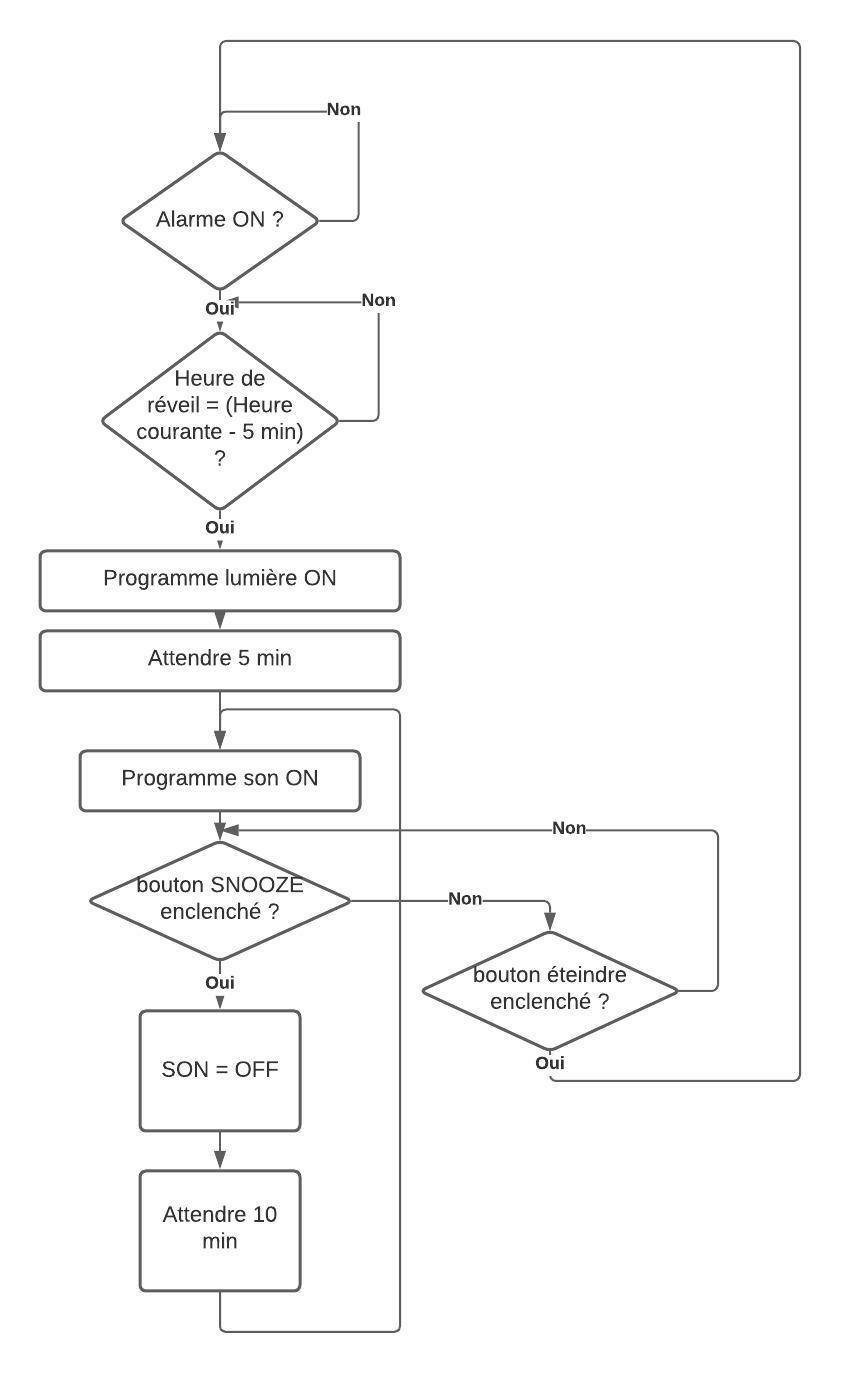 Non
Alarme ON ?
Oui
Non
Heure de
réveil = (Heure
courante - 5 min)
?
Oui
Programme lumière ON
Attendre 5 min
Programme son ON
Non
bouton SNOOZE
enclenché ?
Non
bouton éteindre
enclenché ?
Oui
Oui
SON = OFF
Attendre 10
min